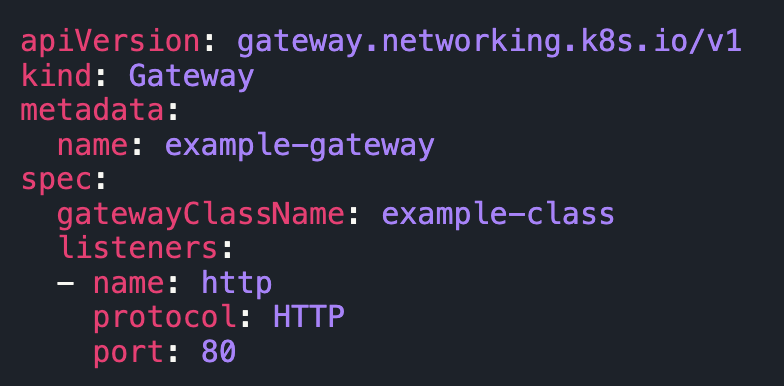 apiVersion: gateway.networking.k8s.io/v1
kind: Gateway
metadata:
  name: example-gateway
spec:
  gatewayClassName: example-class
  listeners:
  - name: http
    protocol: HTTP
    port: 80